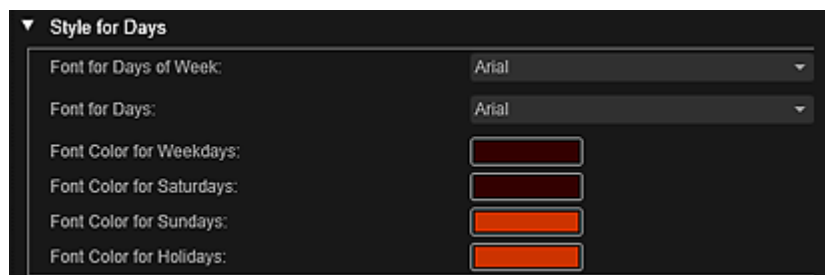 Style for Days
Font for Days of Week: Arial
Font for Days: Arial
Font Color for Weekdays:
Font Color for Saturdays:
Font Color for Sundays:
Font Color for Holidays: